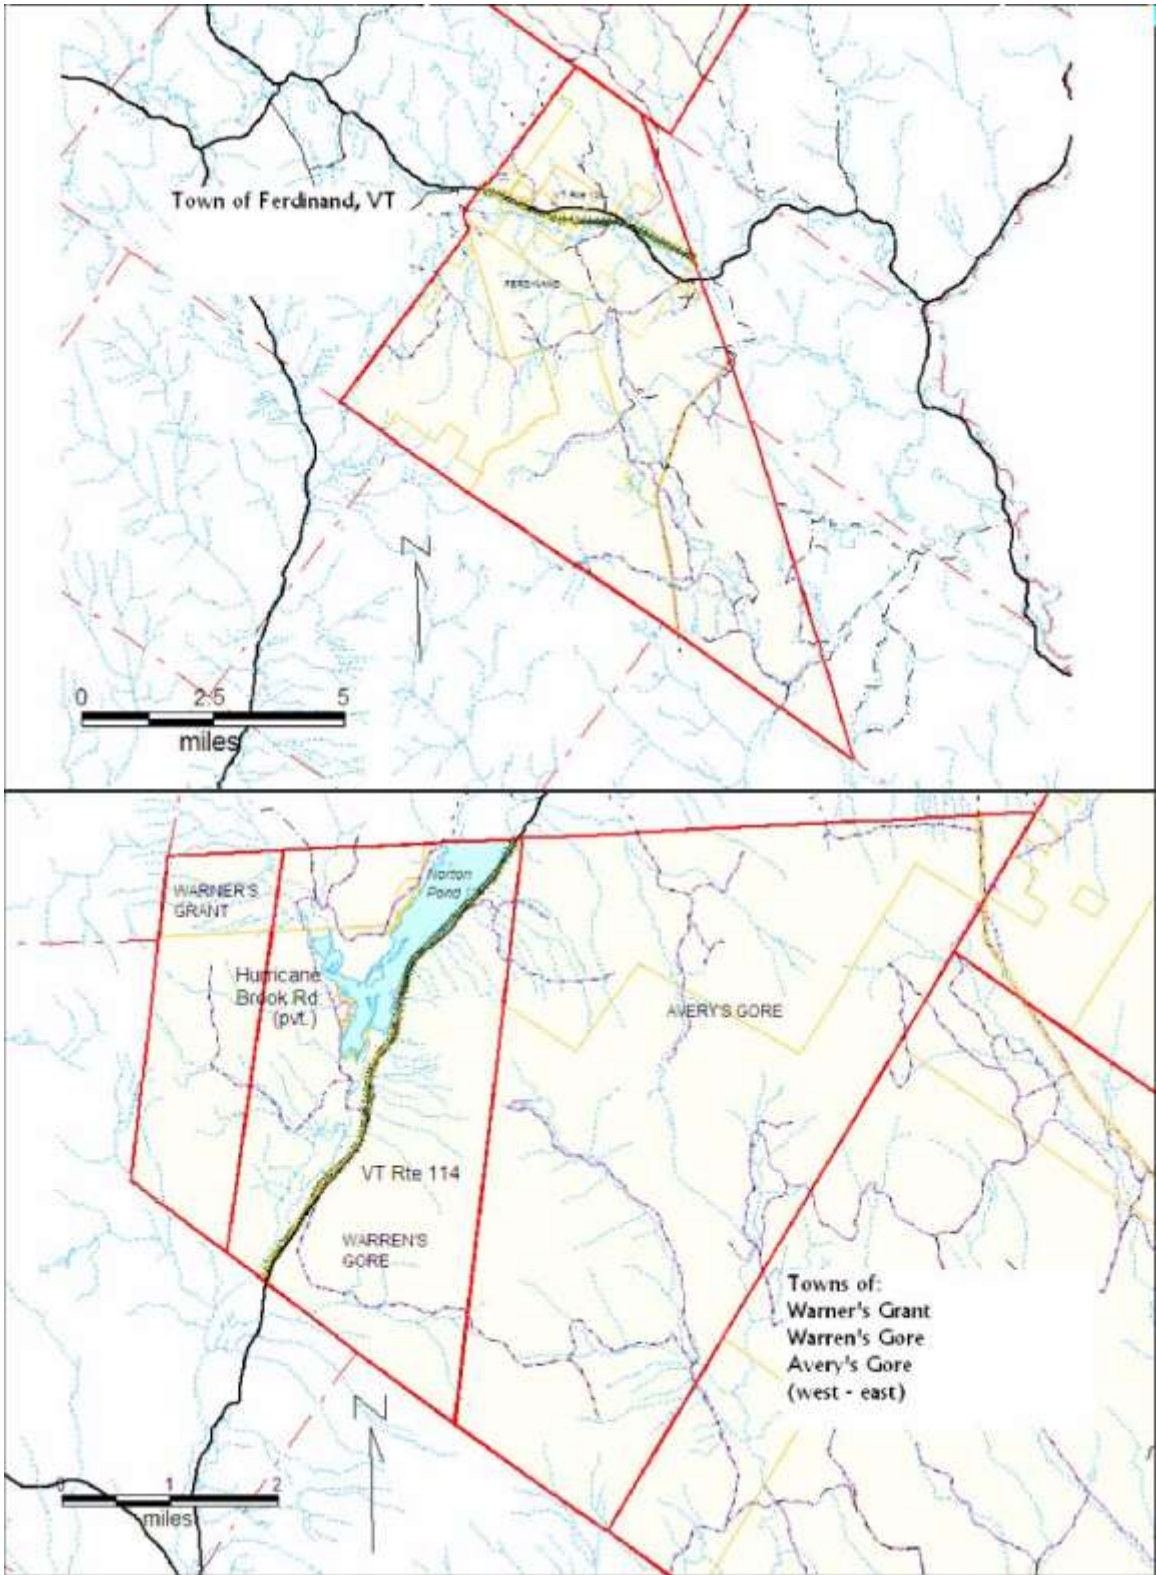 Town of Ferdinand, VT
FERDINAND
N
0 2.5 5
miles
Norton
Pond
WARNER'S
GRANT
Hurricane
Brook Rd.
(pvt.)
AVERY'S GORE
VT Rte 114
WARREN'S
GORE
Towns of:
Warner's Grant
Warren's Gore
Avery's Gore
(west - east)
N
0 1 2
miles